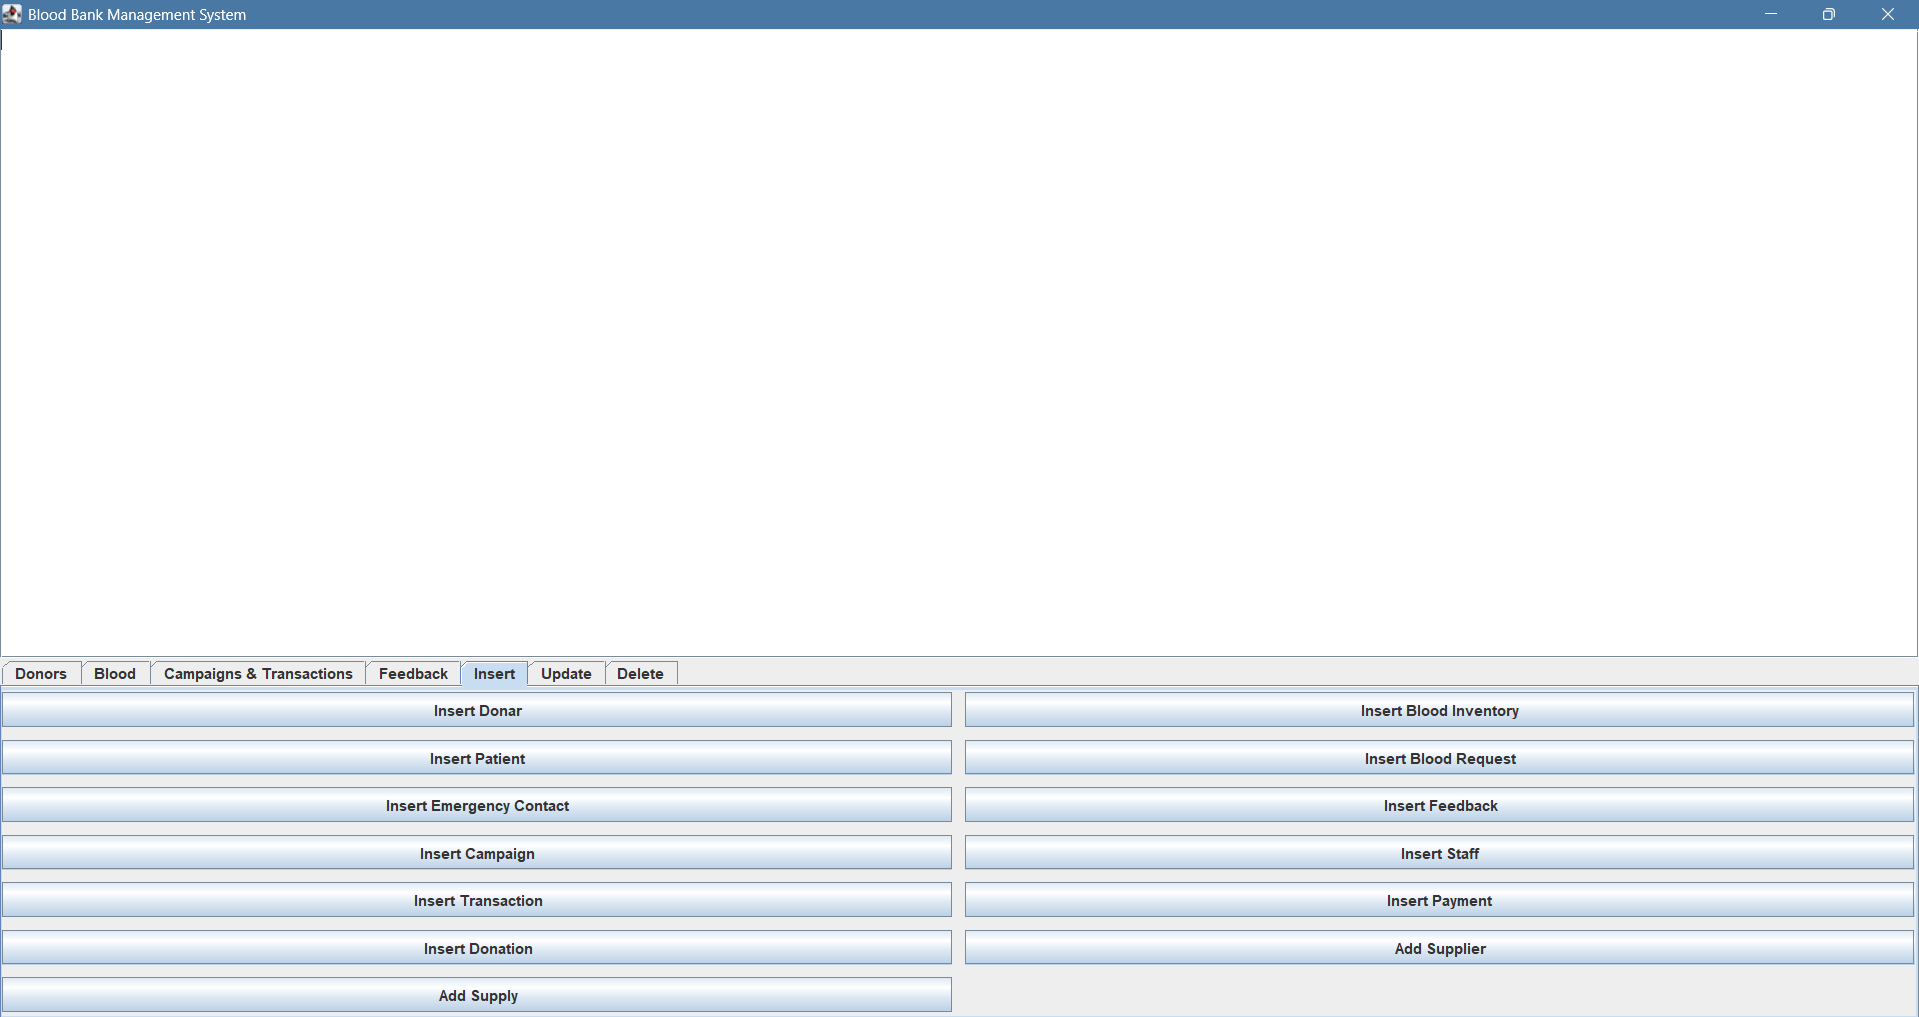 Blood Bank Management System
Donors Blood Campaigns & Transactions Feedback Insert Update Delete
Insert Donar Insert Blood Inventory
Insert Patient Insert Blood Request
Insert Emergency Contact Insert Feedback
Insert Campaign Insert Staff
Insert Transaction Insert Payment
Insert Donation Add Supplier
Add Supply